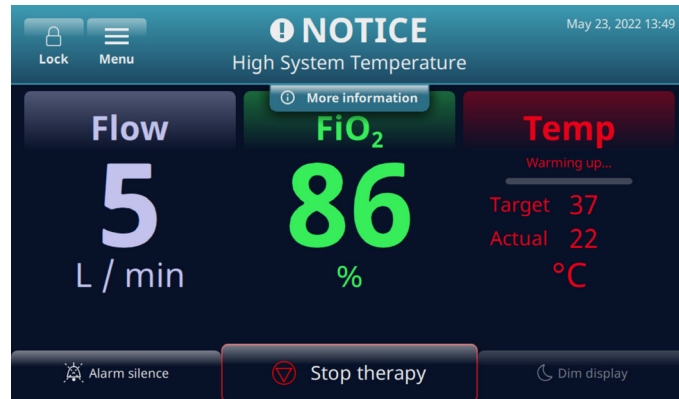 NOTICE
May 23, 2022 13:49
Lock
Menu
High System Temperature
More information
Flow
FiO₂
Temp
5
86
Warming up...
Target 37
Actual 22
L / min
%
°C
Alarm silence
Stop therapy
Dim display